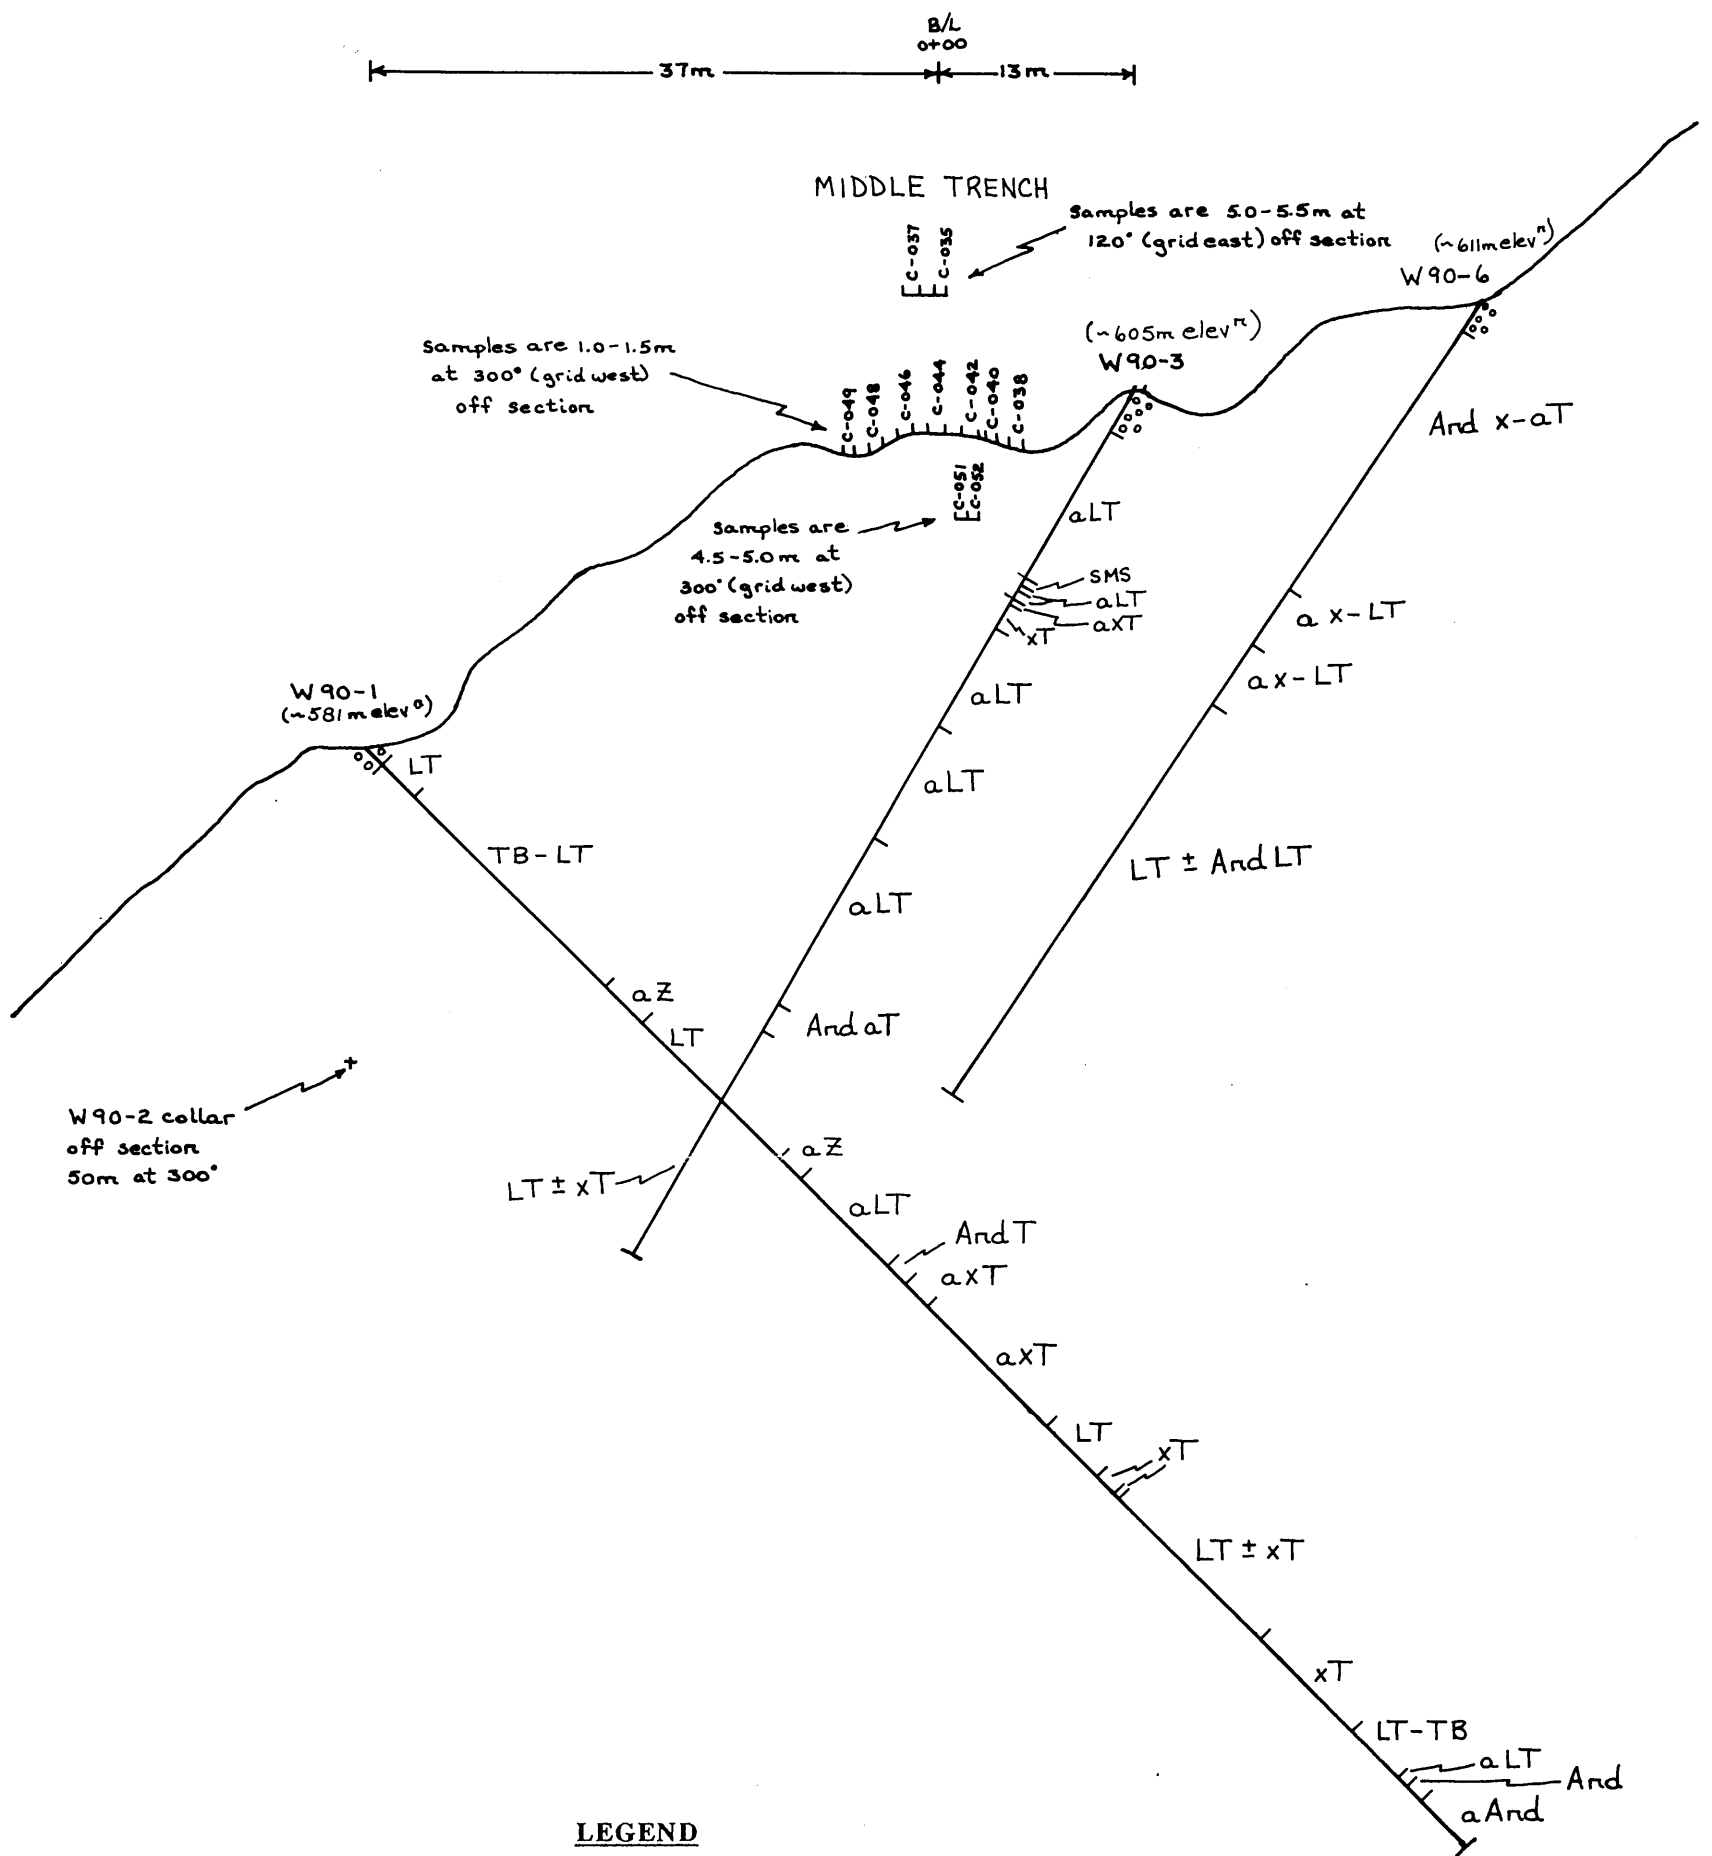 B/L
0+00
37m
13m
MIDDLE TRENCH
Samples are 5.0-5.5m at
120° (grid east) off section
C-037
C-035
(~611m elevⁿ)
W90-6
(~605m elevⁿ)
W90-3
Samples are 1.0-1.5m
at 300° (grid west)
off section
C-049
C-048
C-046
C-044
C-042
C-040
C-038
And x-aT
C-051
C-052
aLT
Samples are
4.5-5.0m at
300° (grid west)
off section
SMS
aLT
axT
xT
a x-LT
ax-LT
aLT
W90-1
(~581m elevⁿ)
LT
aLT
TB-LT
LT ± And LT
aLT
aZ
LT
And aT
W90-2 collar
off section
50m at 300°
aZ
LT ± xT
aLT
And T
axT
axT
LT
xT
LT ± xT
xT
LT-TB
aLT
And
a And
LEGEND